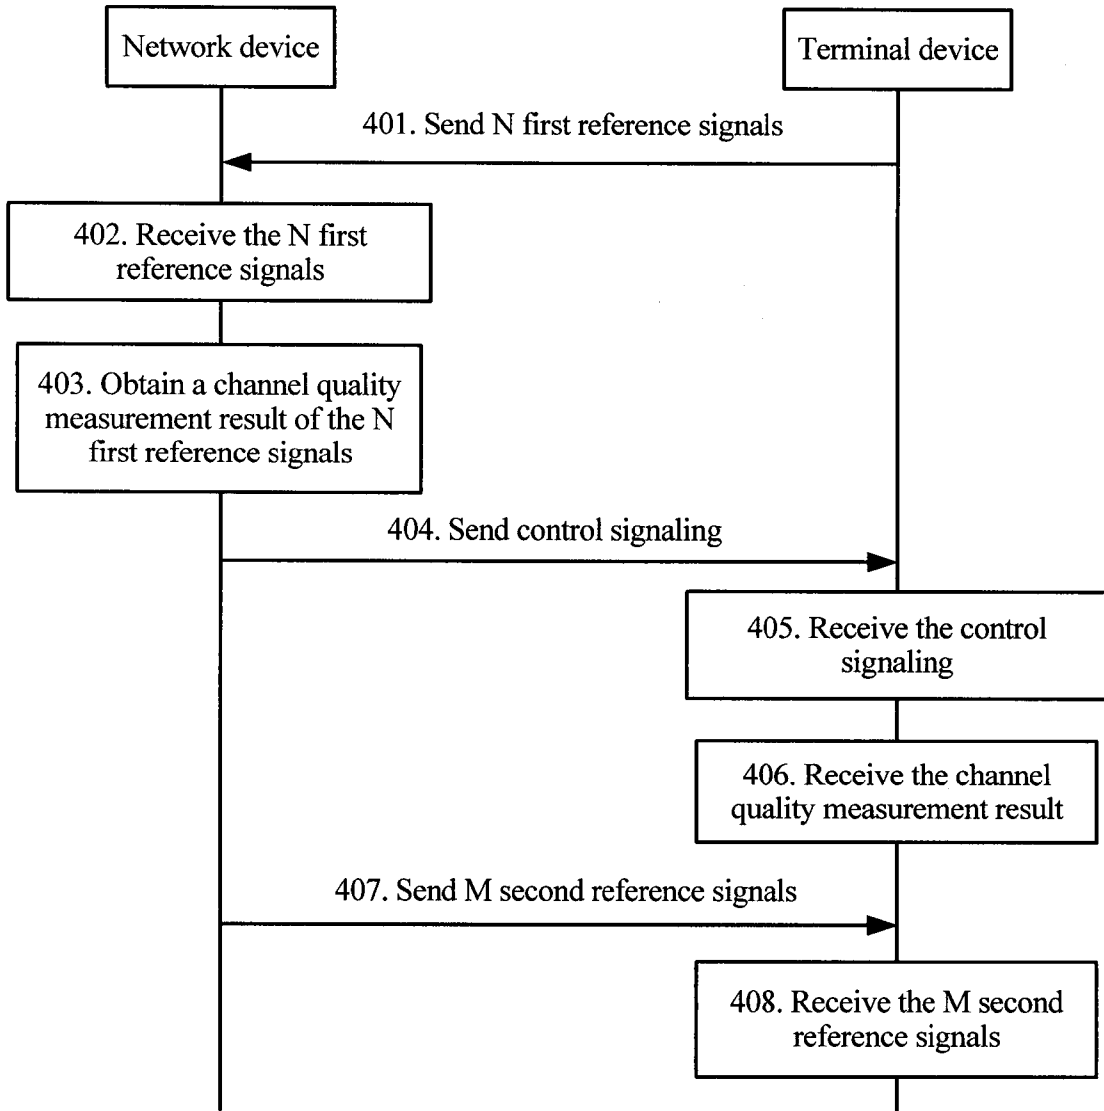 Network device
Terminal device
401. Send N first reference signals
402. Receive the N first
reference signals
403. Obtain a channel quality
measurement result of the N
first reference signals
404. Send control signaling
405. Receive the control
signaling
406. Receive the channel
quality measurement result
407. Send M second reference signals
408. Receive the M second
reference signals